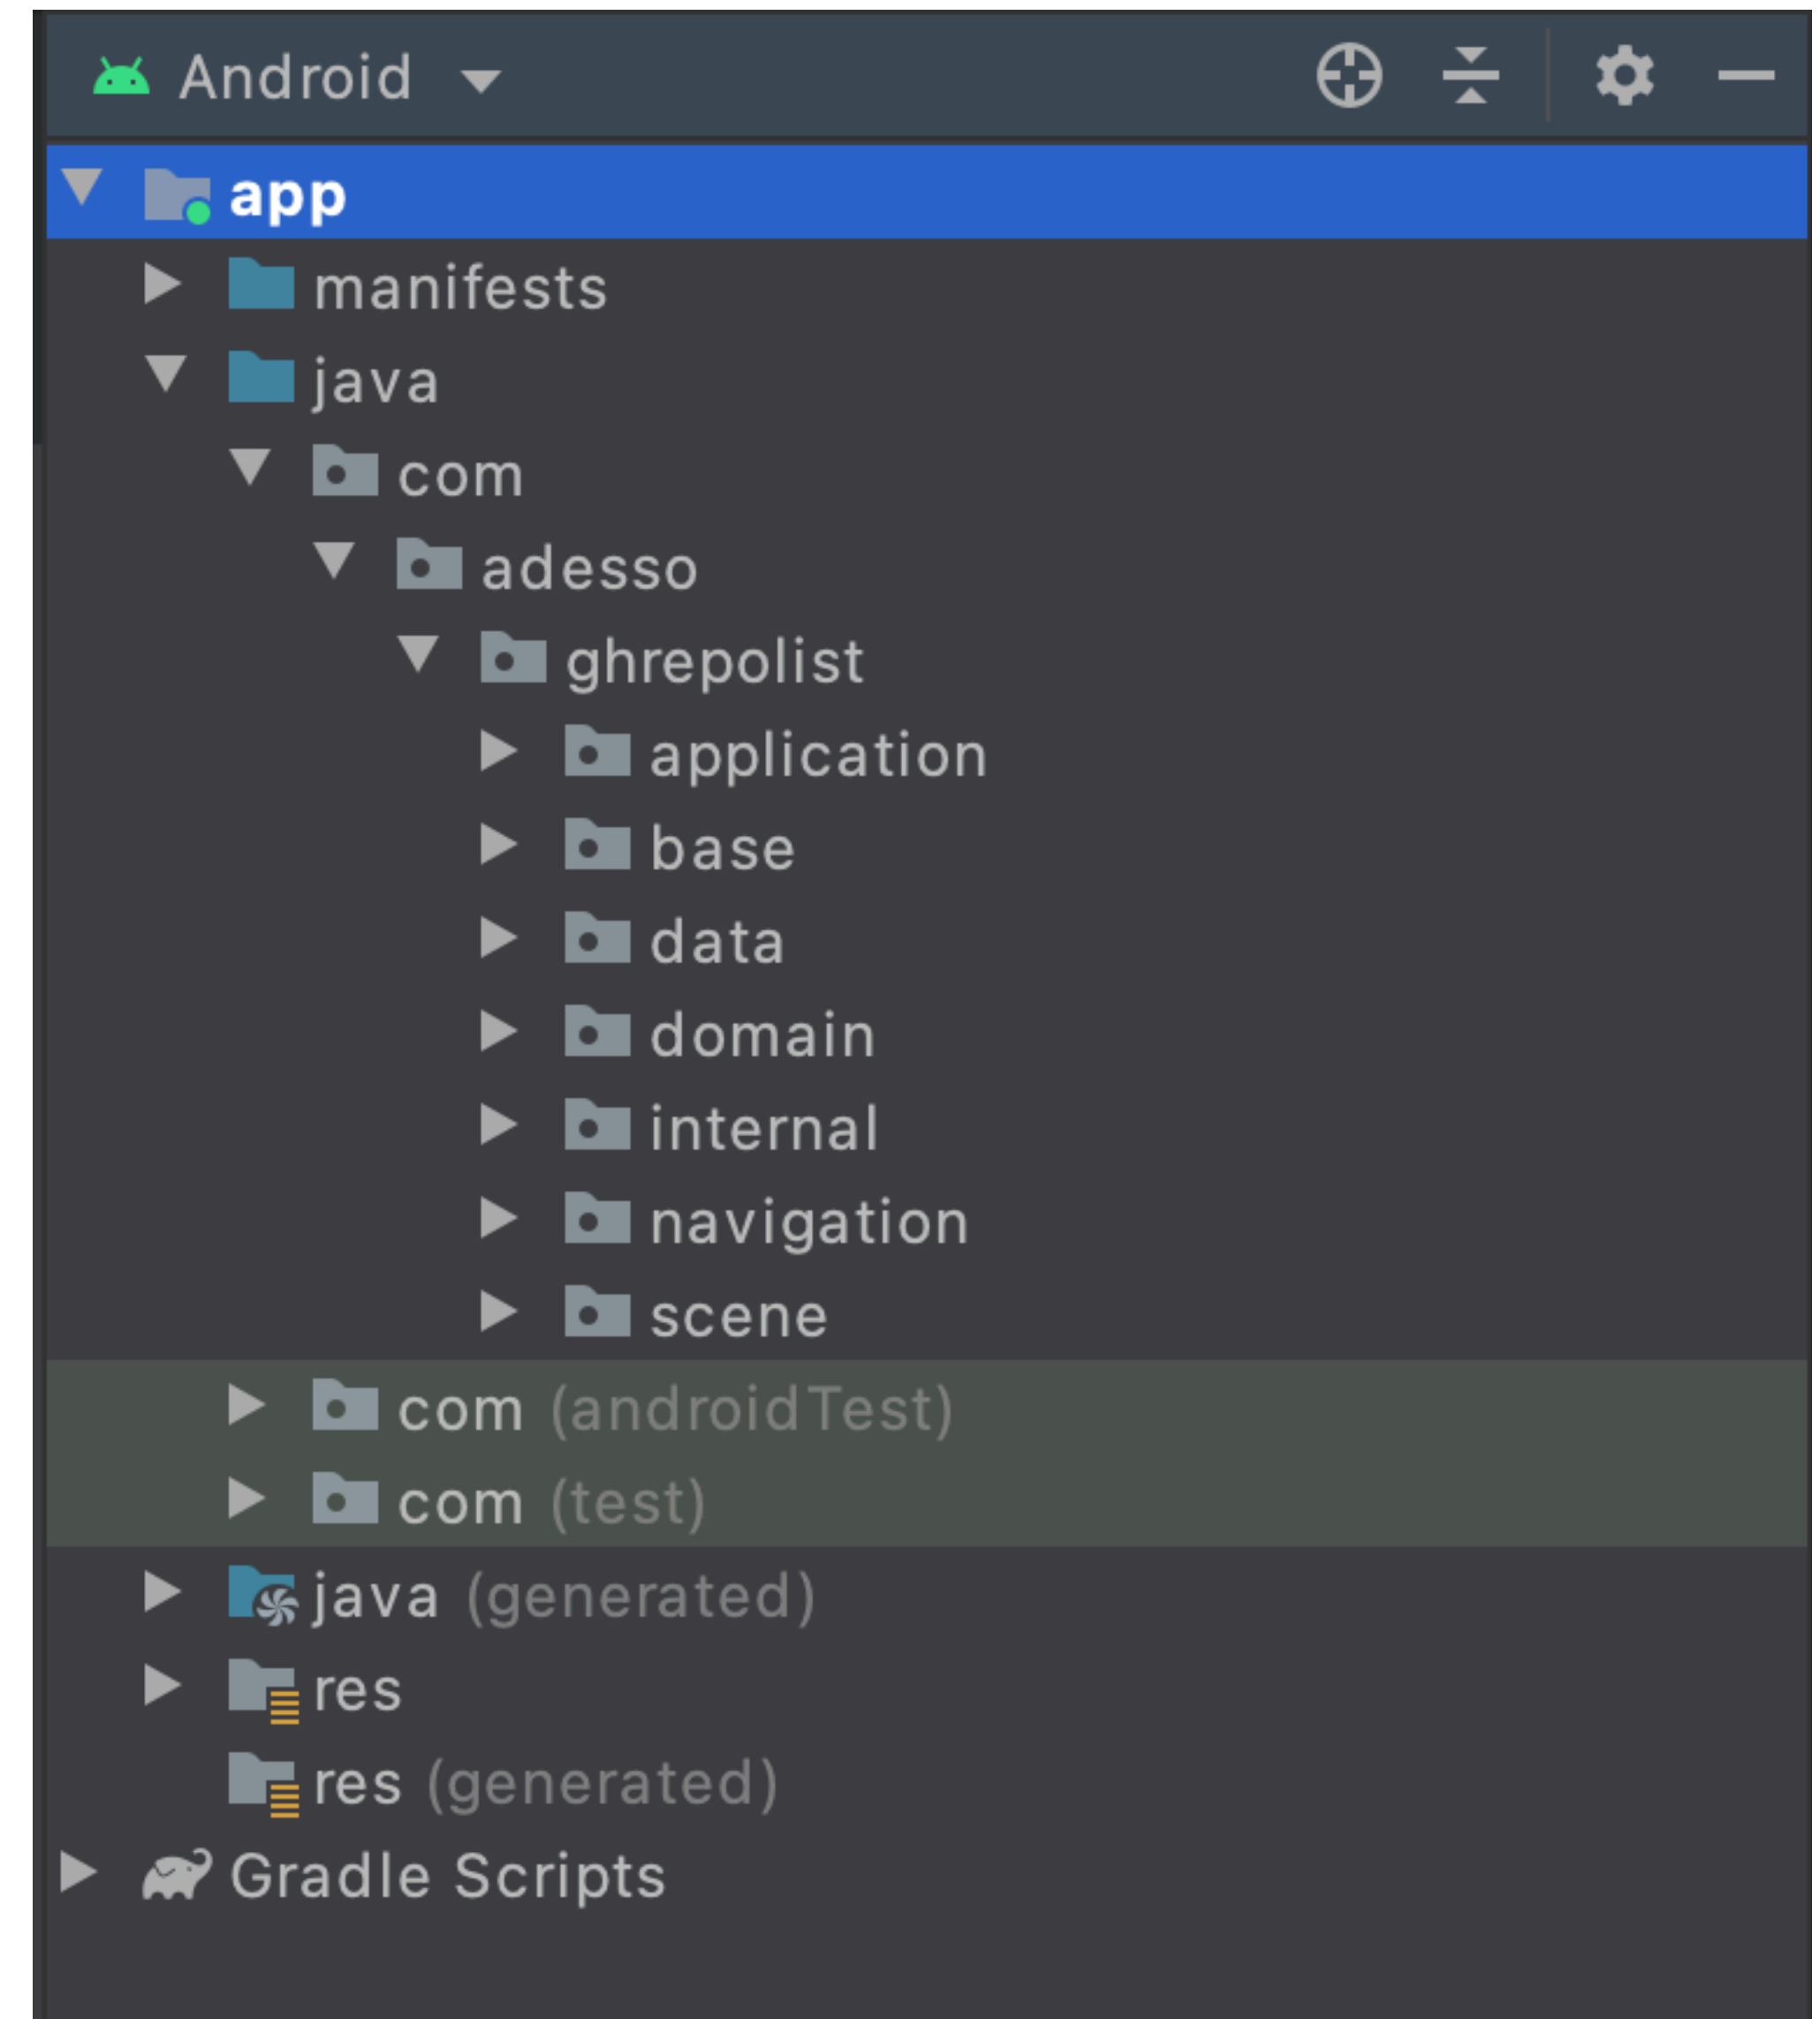 Android
app
manifests
java
com
adesso
ghrepolist
application
base
data
domain
internal
navigation
scene
com (androidTest)
com (test)
java (generated)
res
res (generated)
Gradle Scripts